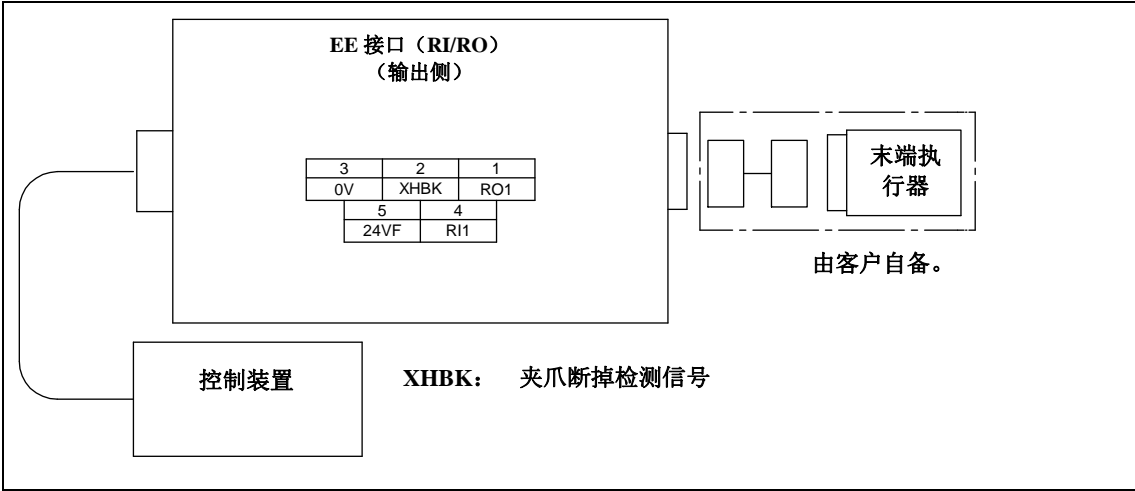 EE 接口（RI/RO）
（输出侧）
3 2 1
0V XHBK RO1
5 4
24VF RI1
末端执
行器
由客户自备。
控制装置
XHBK： 夹爪断掉检测信号